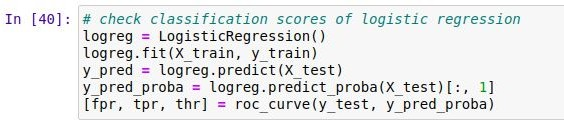 In [40]: # check classification scores of logistic regression
logreg = LogisticRegression()
logreg.fit(X_train, y_train)
y_pred = logreg.predict(X_test)
y_pred_proba = logreg.predict_proba(X_test)[:, 1]
[fpr, tpr, thr] = roc_curve(y_test, y_pred_proba)